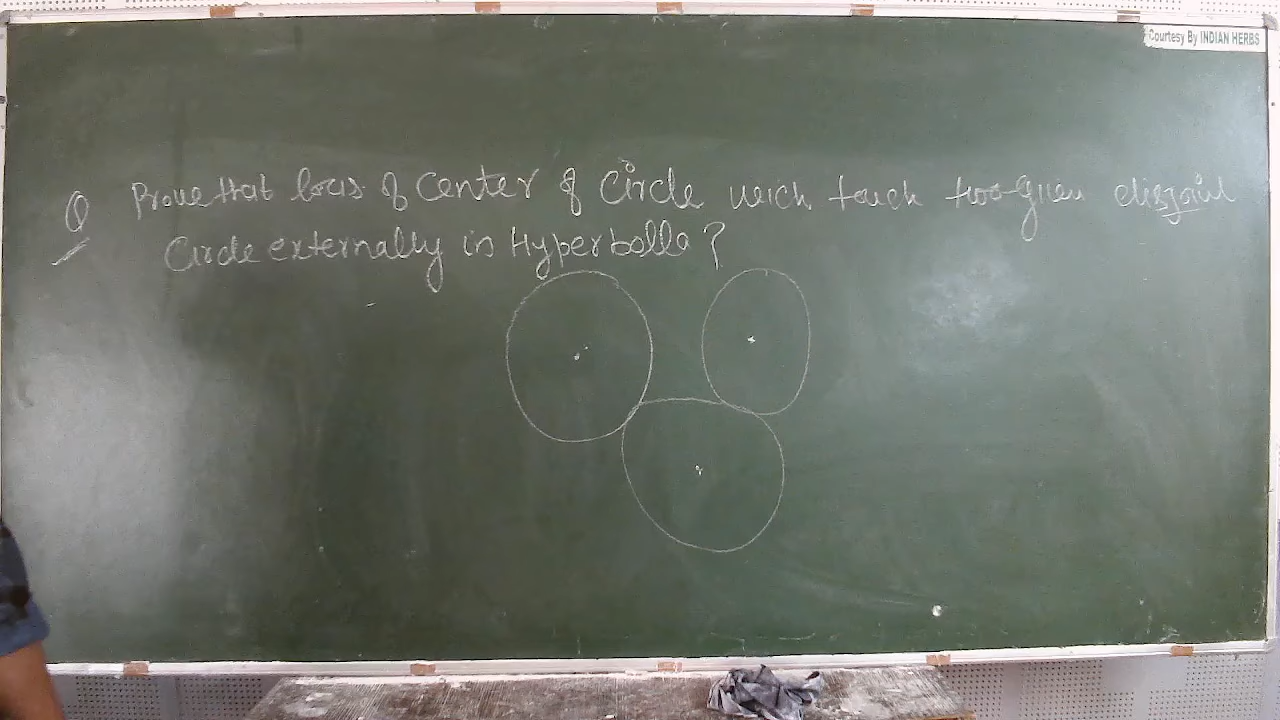 Courtesy By INDIAN HERBS
Q Prove that locus of Center of Circle which touch two given disjoint
Circle externally is Hyperbolla ?